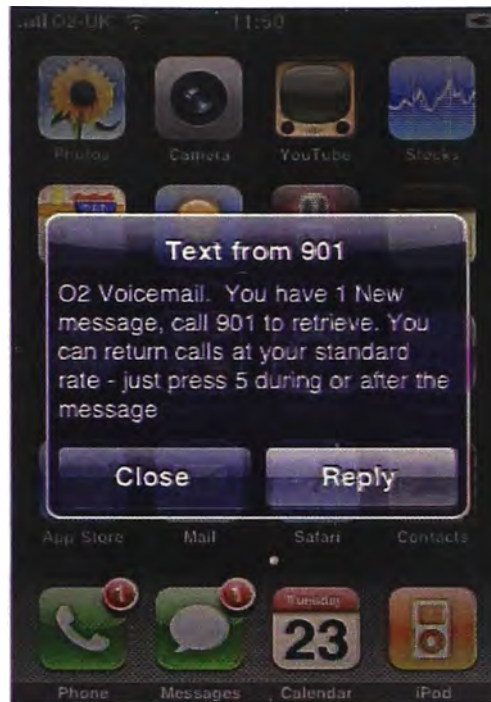 O2-UK 11:50
Photos Camera YouTube Stocks
Text from 901
O2 Voicemail. You have 1 New
message, call 901 to retrieve. You
can return calls at your standard
rate - just press 5 during or after the
message
Close Reply
App Store Mail Safari Contacts
1 1 Tuesday
23
Phone Messages Calendar iPod